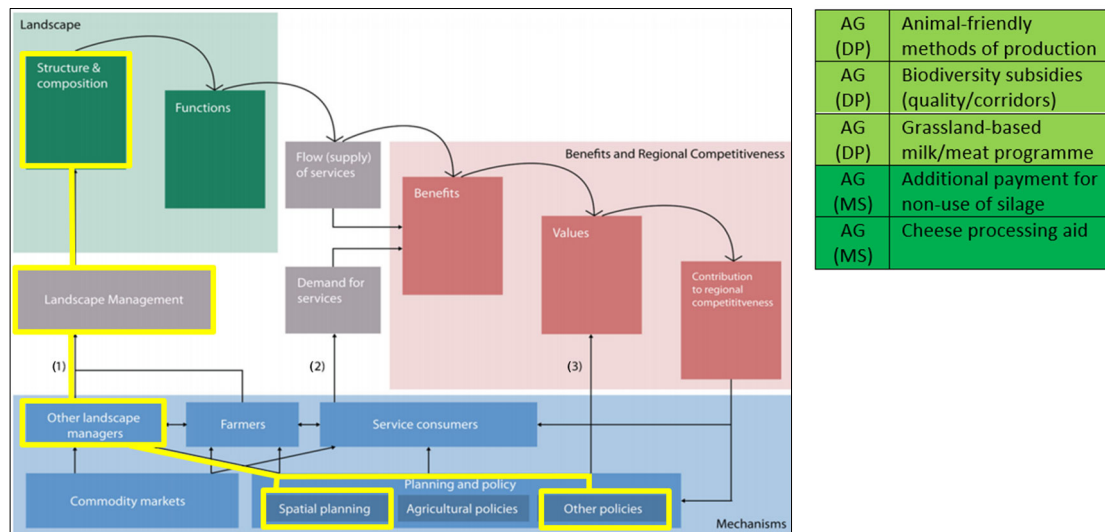 Landscape
Structure &
composition
Functions
Flow (supply)
of services
Benefits and Regional Competitiveness
Benefits
Values
Landscape Management
Demand for
services
Contribution
to regional
competititveness
(1)
(2)
(3)
Other landscape
managers
Farmers
Service consumers
Commodity markets
Planning and policy
Spatial planning
Agricultural policies
Other policies
Mechanisms
AG
(DP)
Animal-friendly
methods of production
AG
(DP)
Biodiversity subsidies
(quality/corridors)
AG
(DP)
Grassland-based
milk/meat programme
AG
(MS)
Additional payment for
non-use of silage
AG
(MS)
Cheese processing aid